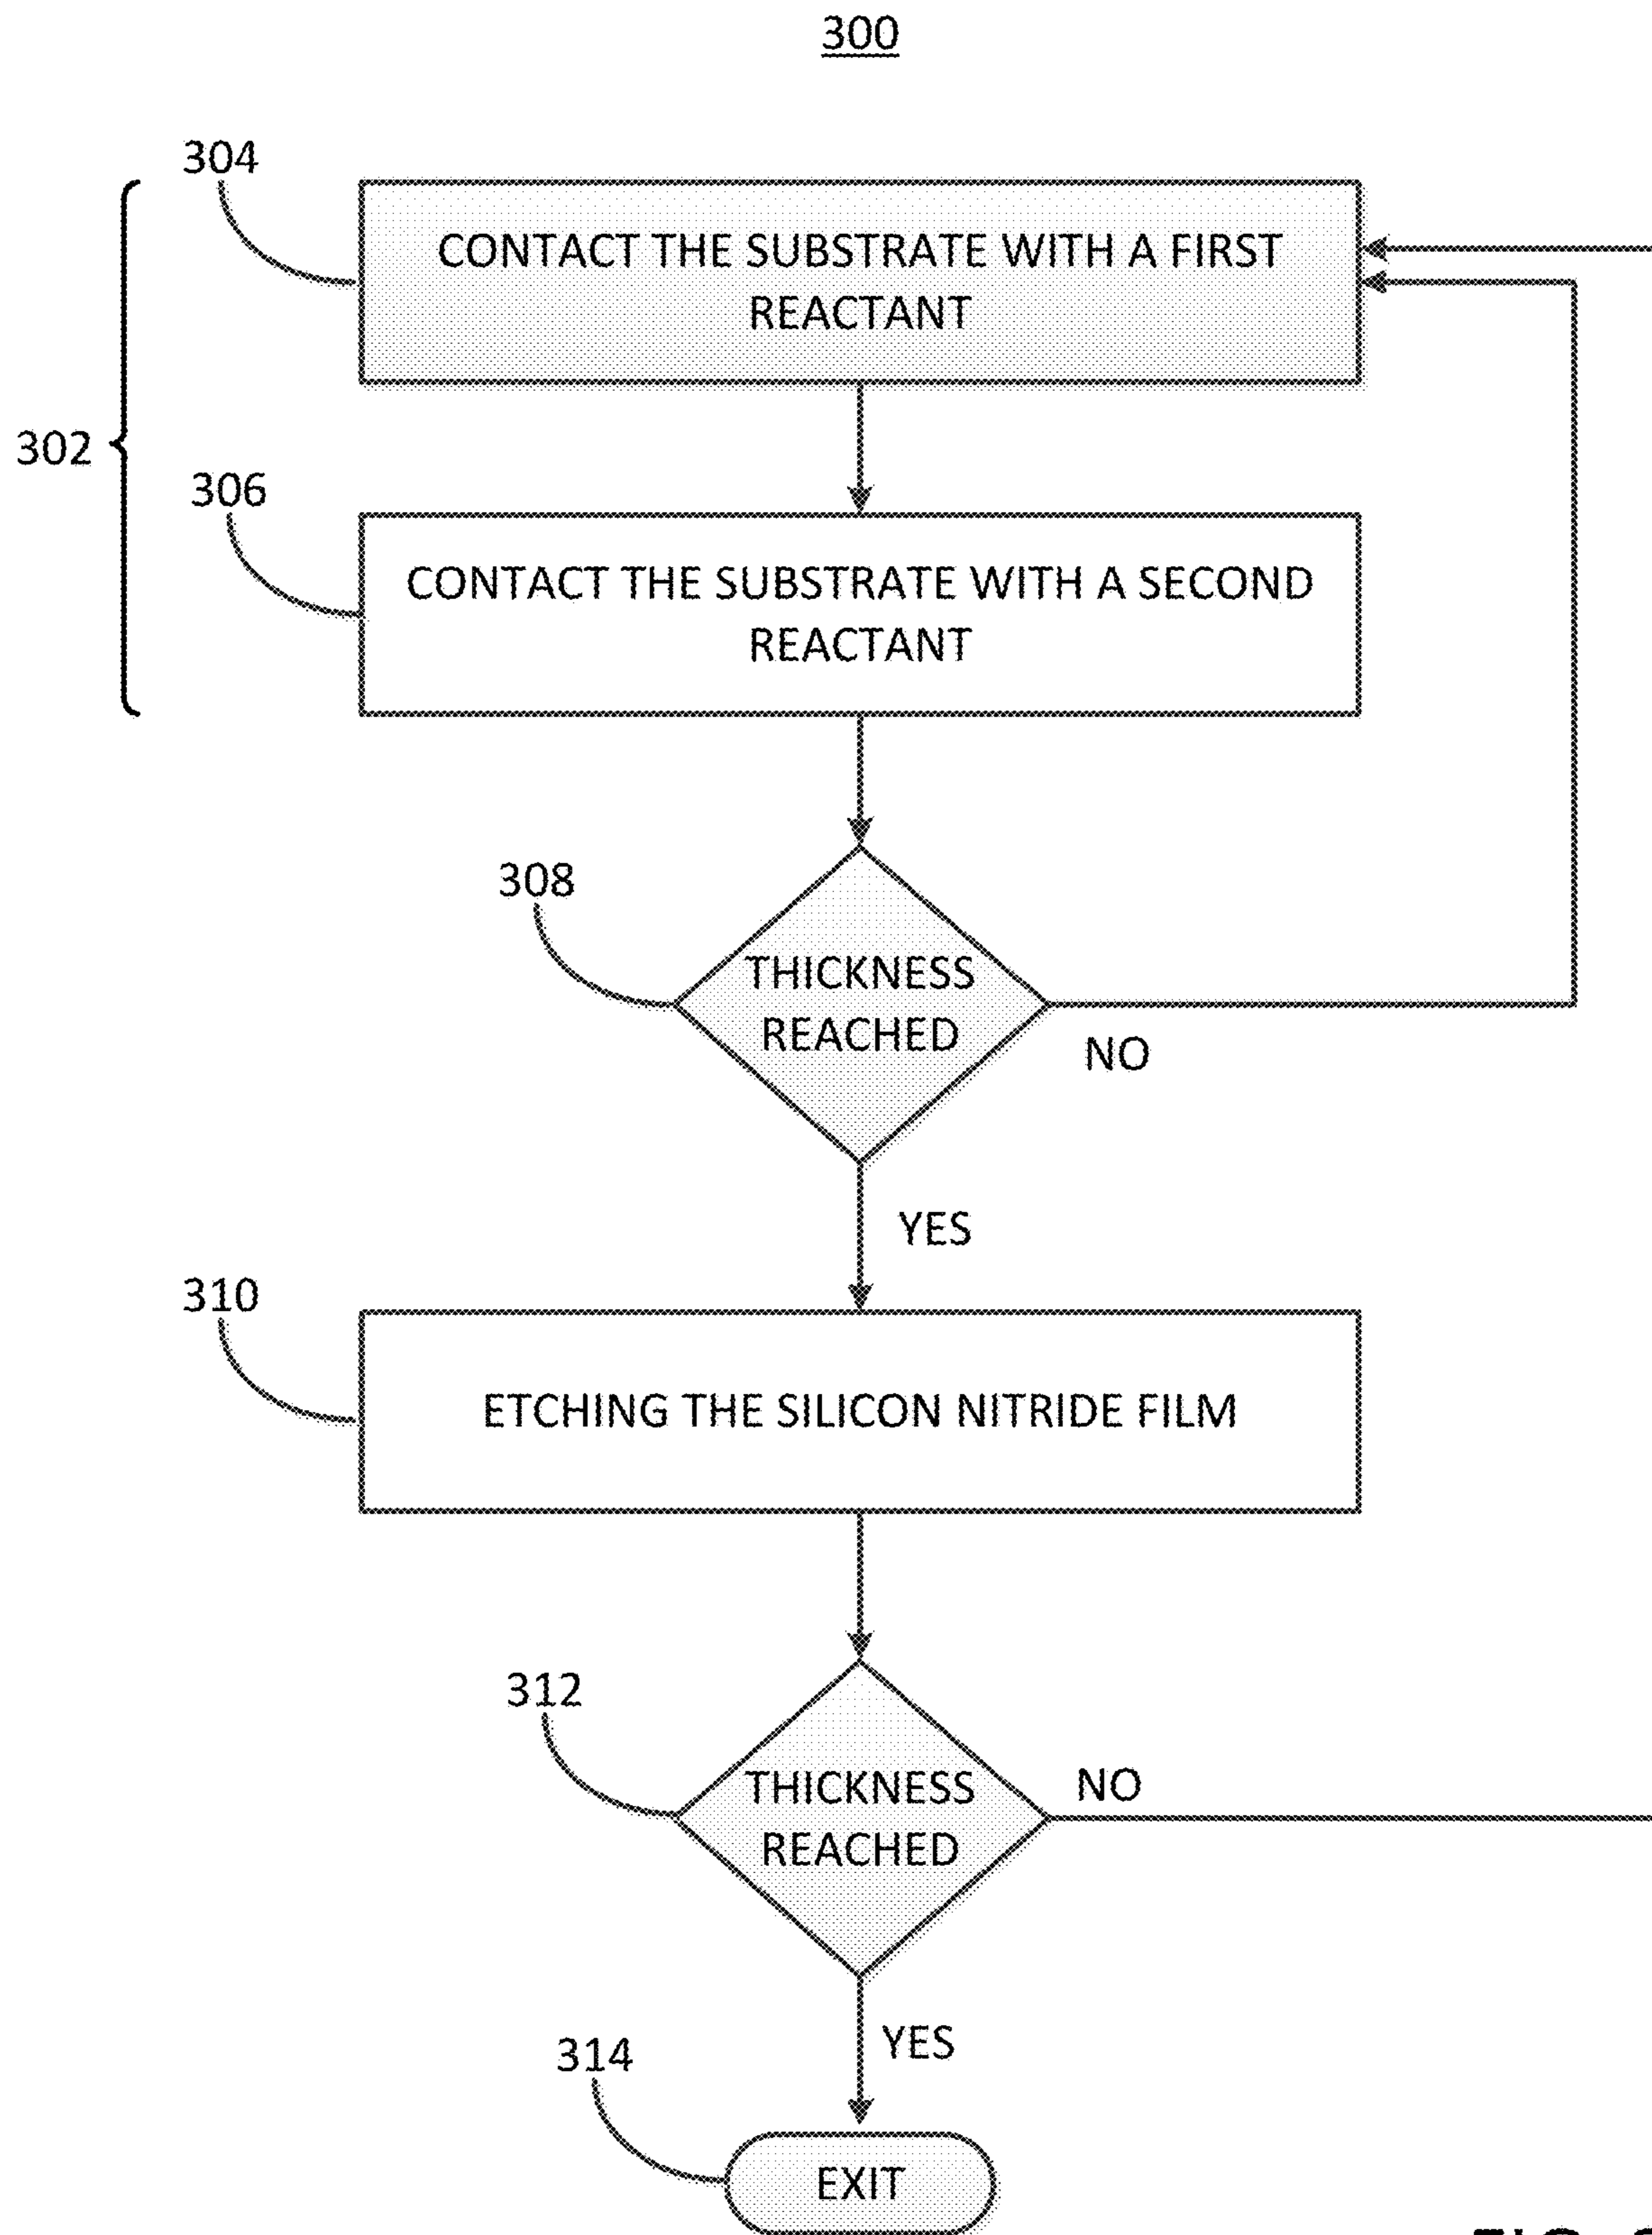 300
304
CONTACT THE SUBSTRATE WITH A FIRST
REACTANT
302
306
CONTACT THE SUBSTRATE WITH A SECOND
REACTANT
308
THICKNESS
REACHED
NO
YES
310
ETCHING THE SILICON NITRIDE FILM
312
THICKNESS
REACHED
NO
YES
314
EXIT